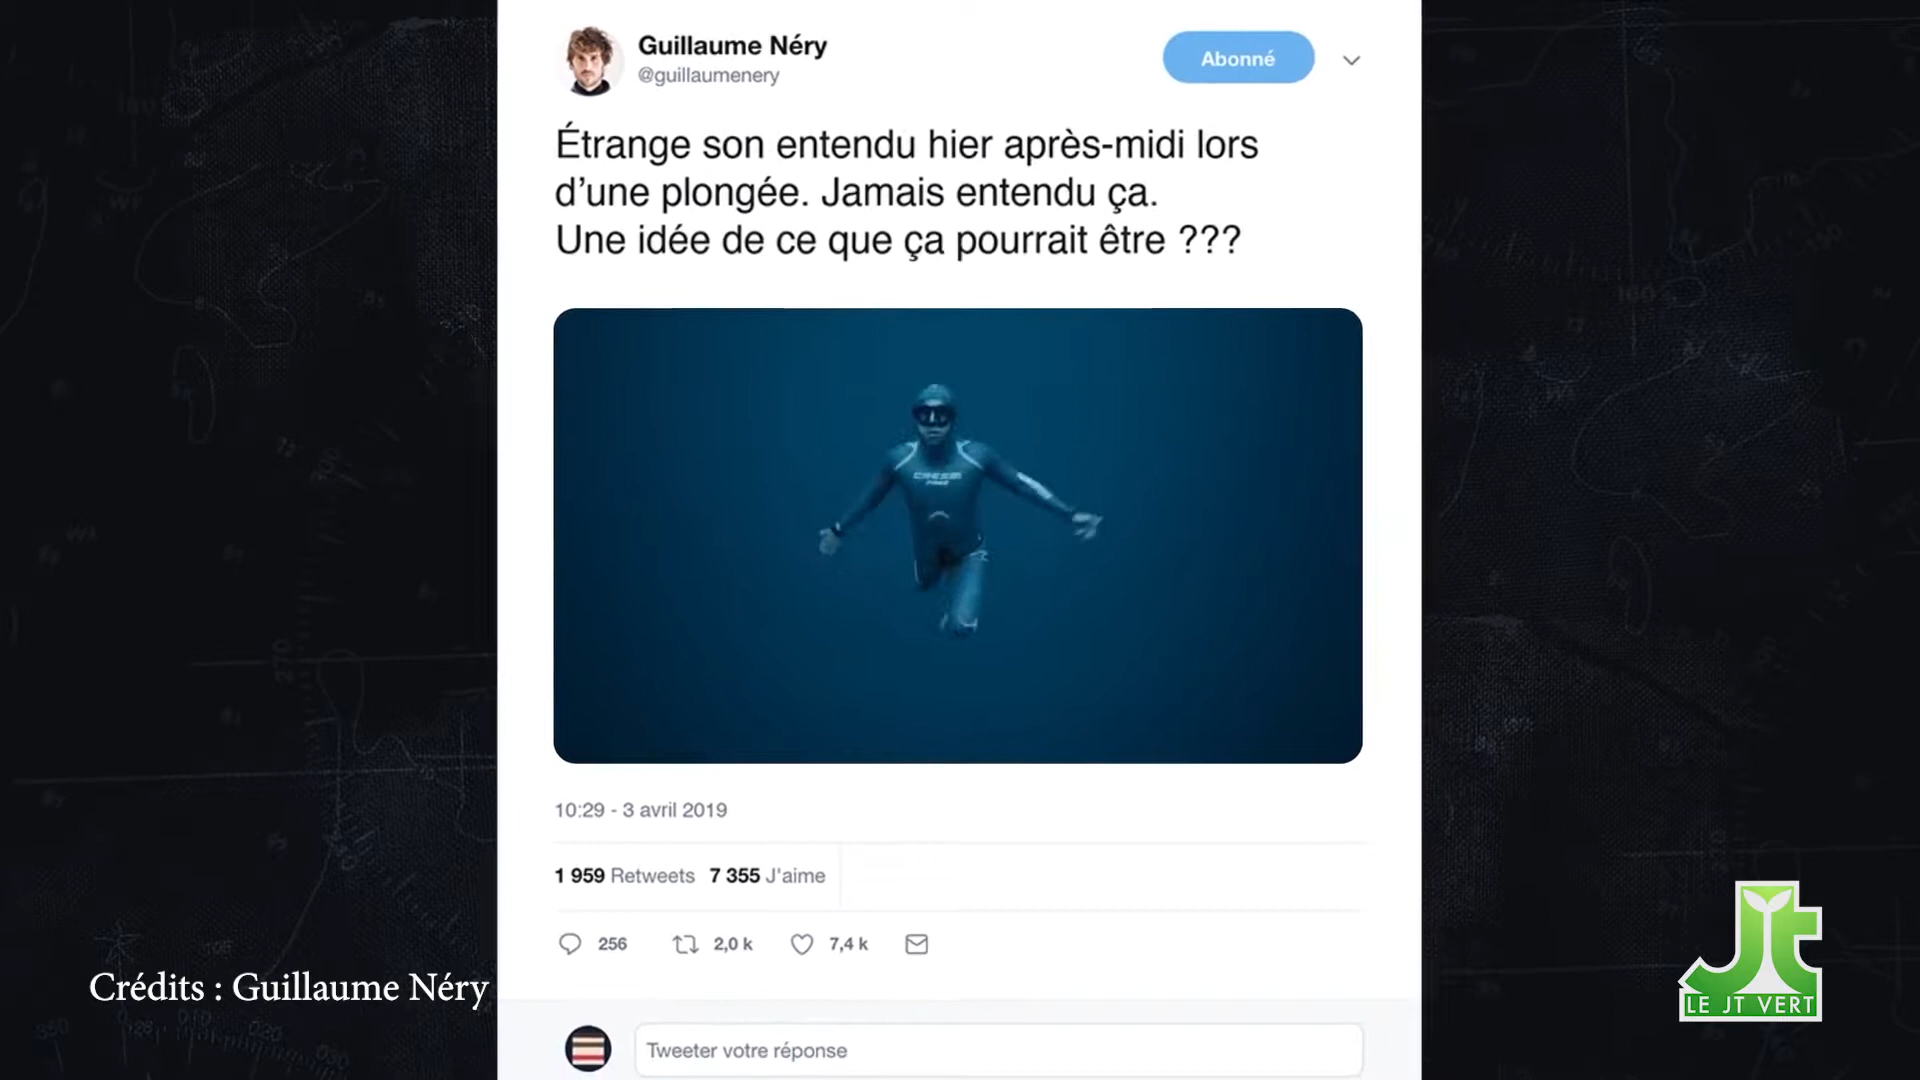 Guillaume Néry
@guillaumenery
Abonné
Étrange son entendu hier après-midi lors
d’une plongée. Jamais entendu ça.
Une idée de ce que ça pourrait être ???
CRESSI
10:29 - 3 avril 2019
1 959 Retweets 7 355 J'aime
256 2,0 k 7,4 k
Tweeter votre réponse
Crédits : Guillaume Néry
Jt
LE JT VERT